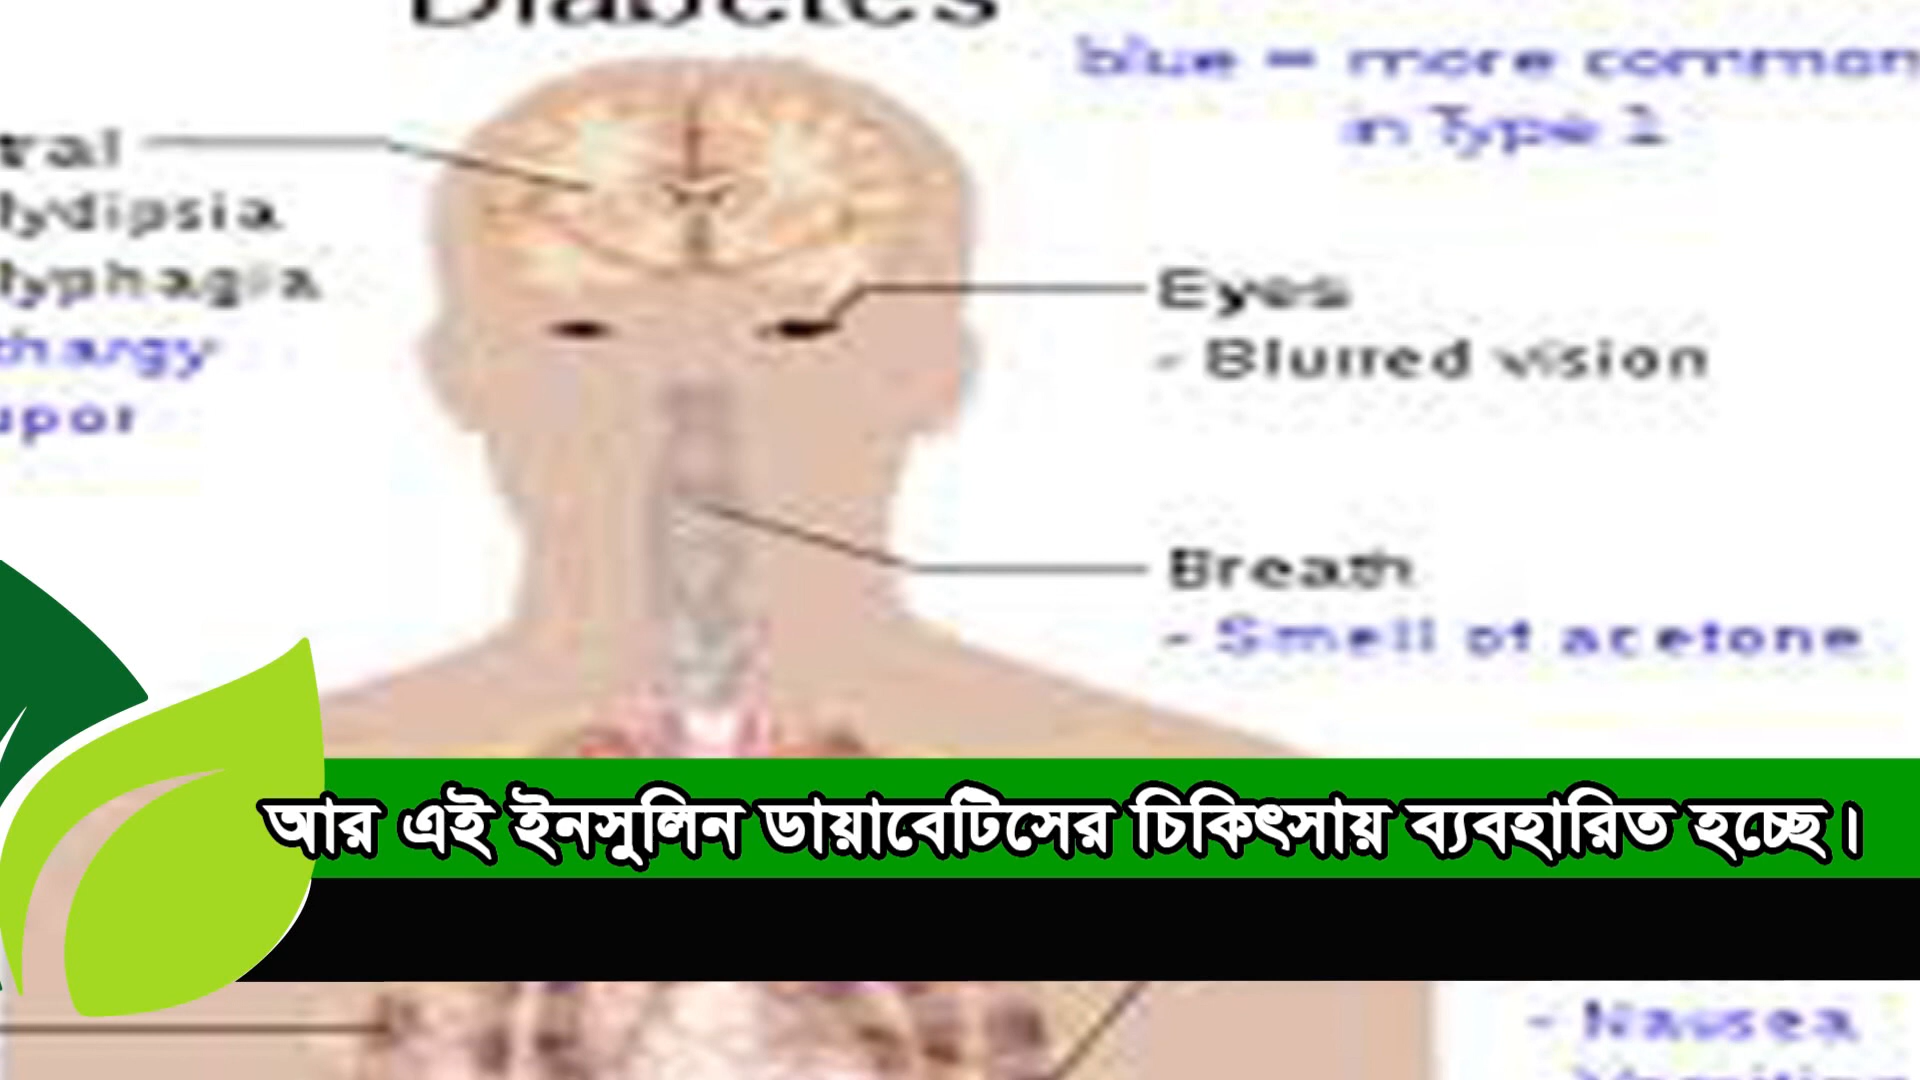 Diabetes
blue = more common
in Type 1
Eyes
- Blurred vision
Breath
- Smell of acetone
আর এই ইনসুলিন ডায়াবেটিসের চিকিৎসায় ব্যবহারিত হচ্ছে।
- Nausea